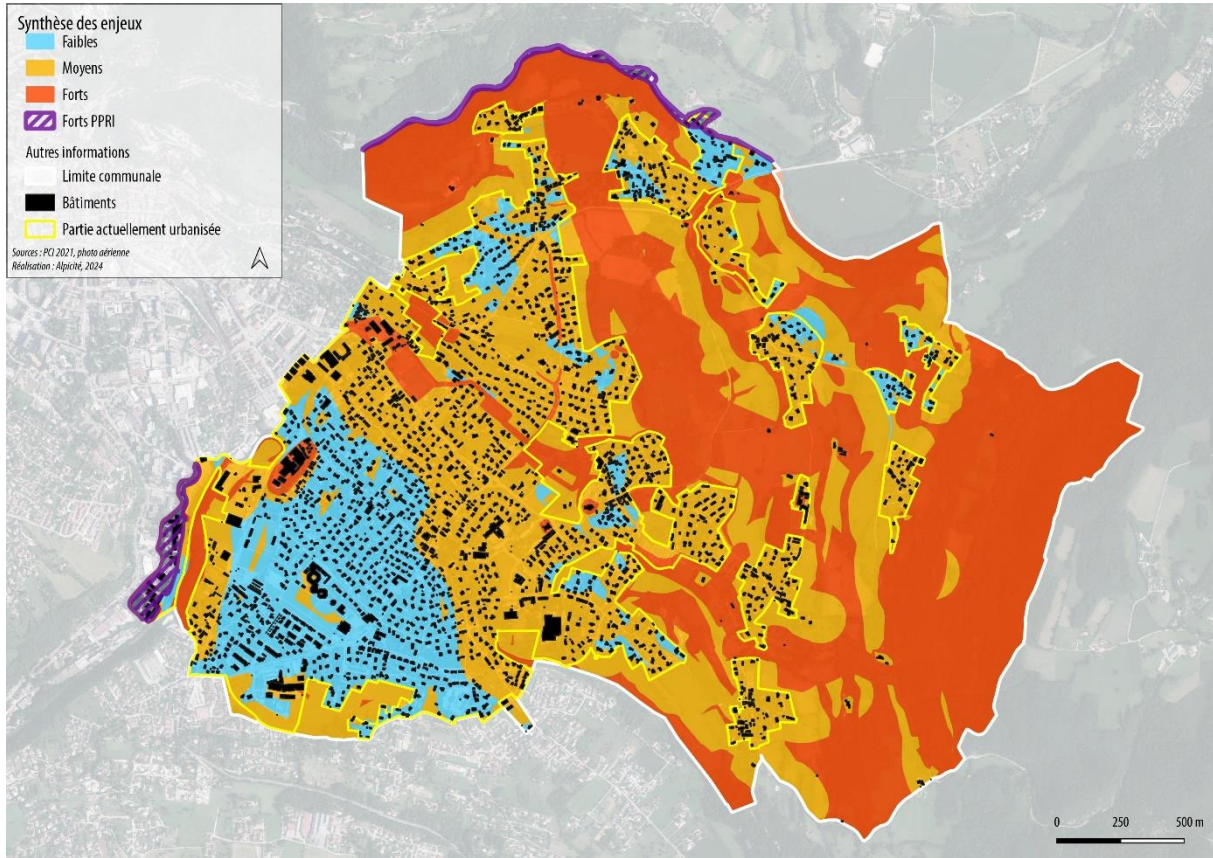 Synthèse des enjeux
Faibles
Moyens
Forts
Forts PPRI
Autres informations
Limite communale
Bâtiments
Partie actuellement urbanisée
Sources : PCI 2021, photo aérienne
Réalisation : Alpicité, 2024
0 250 500 m